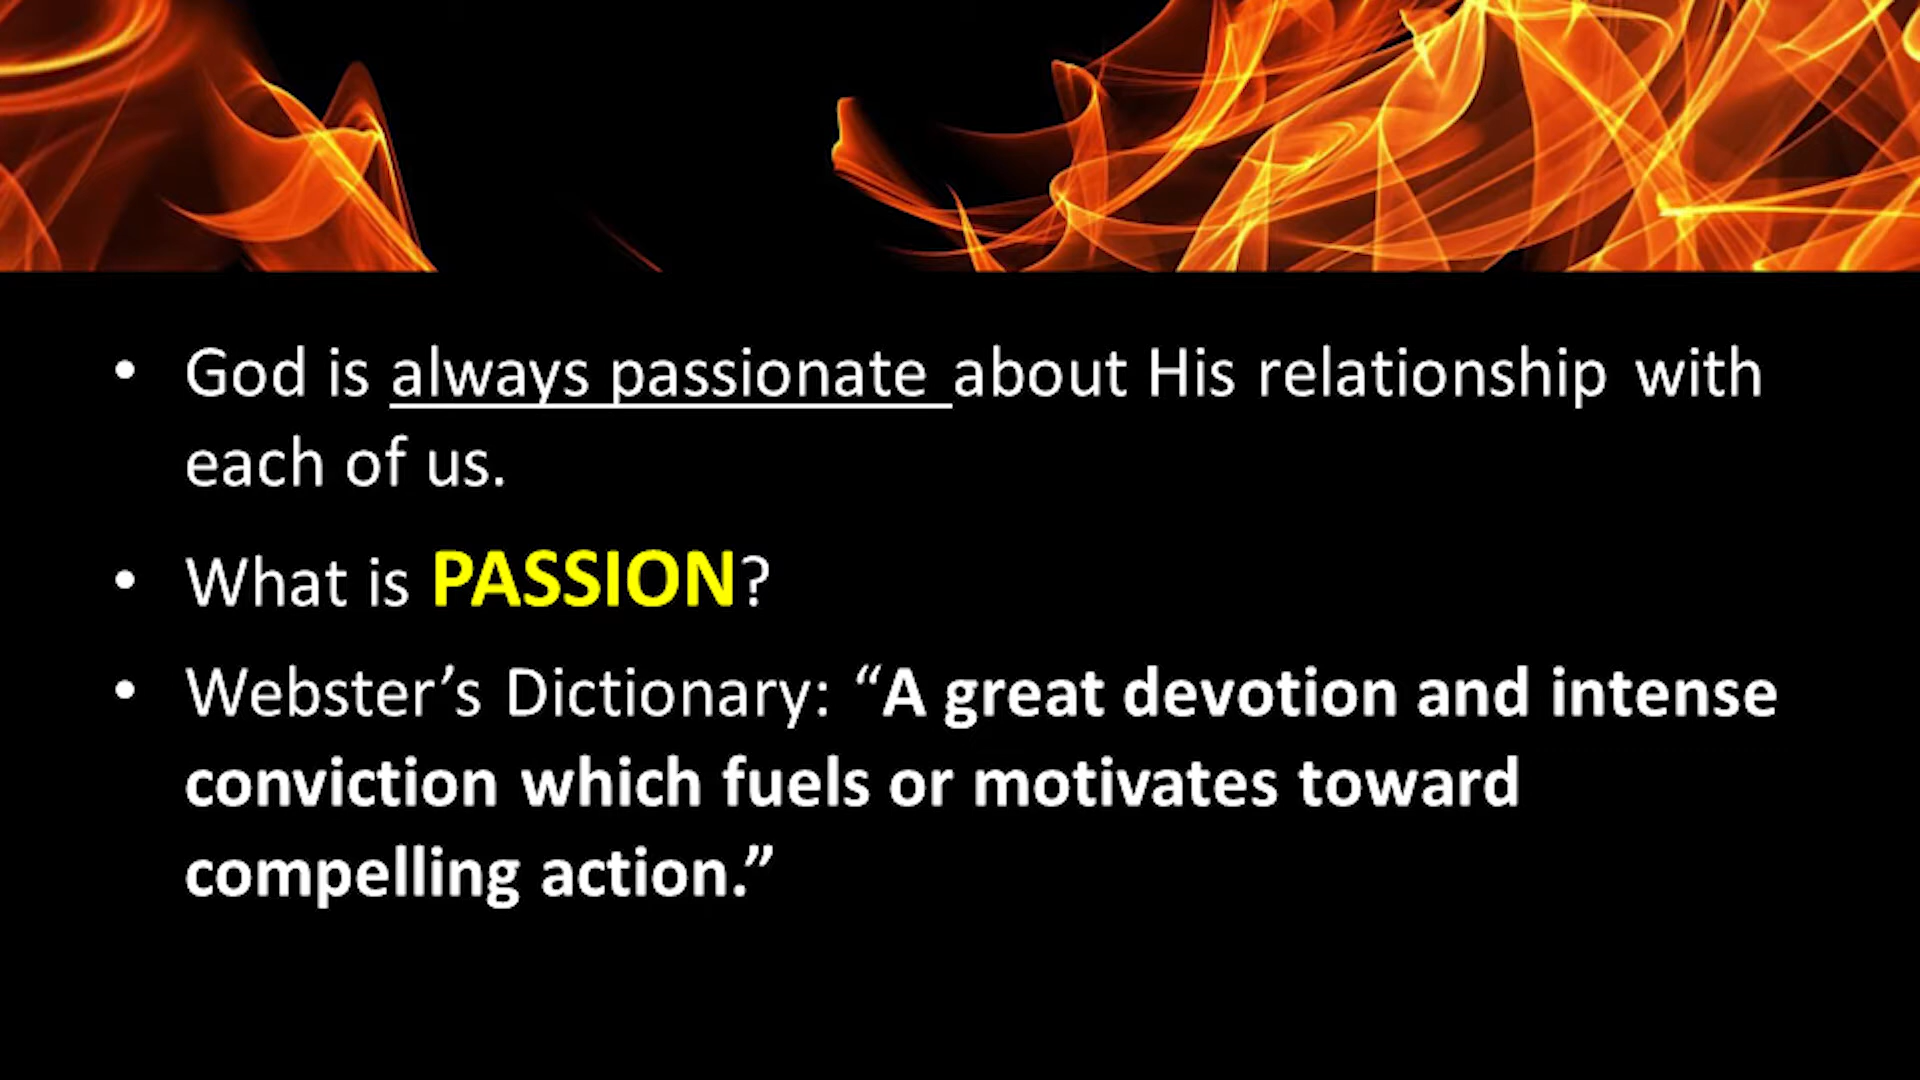 • God is always passionate about His relationship with
each of us.
• What is PASSION?
• Webster’s Dictionary: “A great devotion and intense
conviction which fuels or motivates toward
compelling action.”